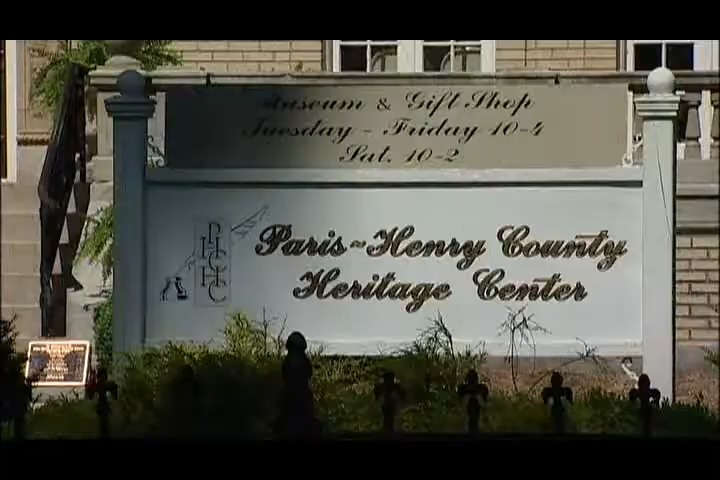 Museum & Gift Shop
Tuesday - Friday 10-4
Sat. 10-2
Paris~Henry County
Heritage Center
PHCHC